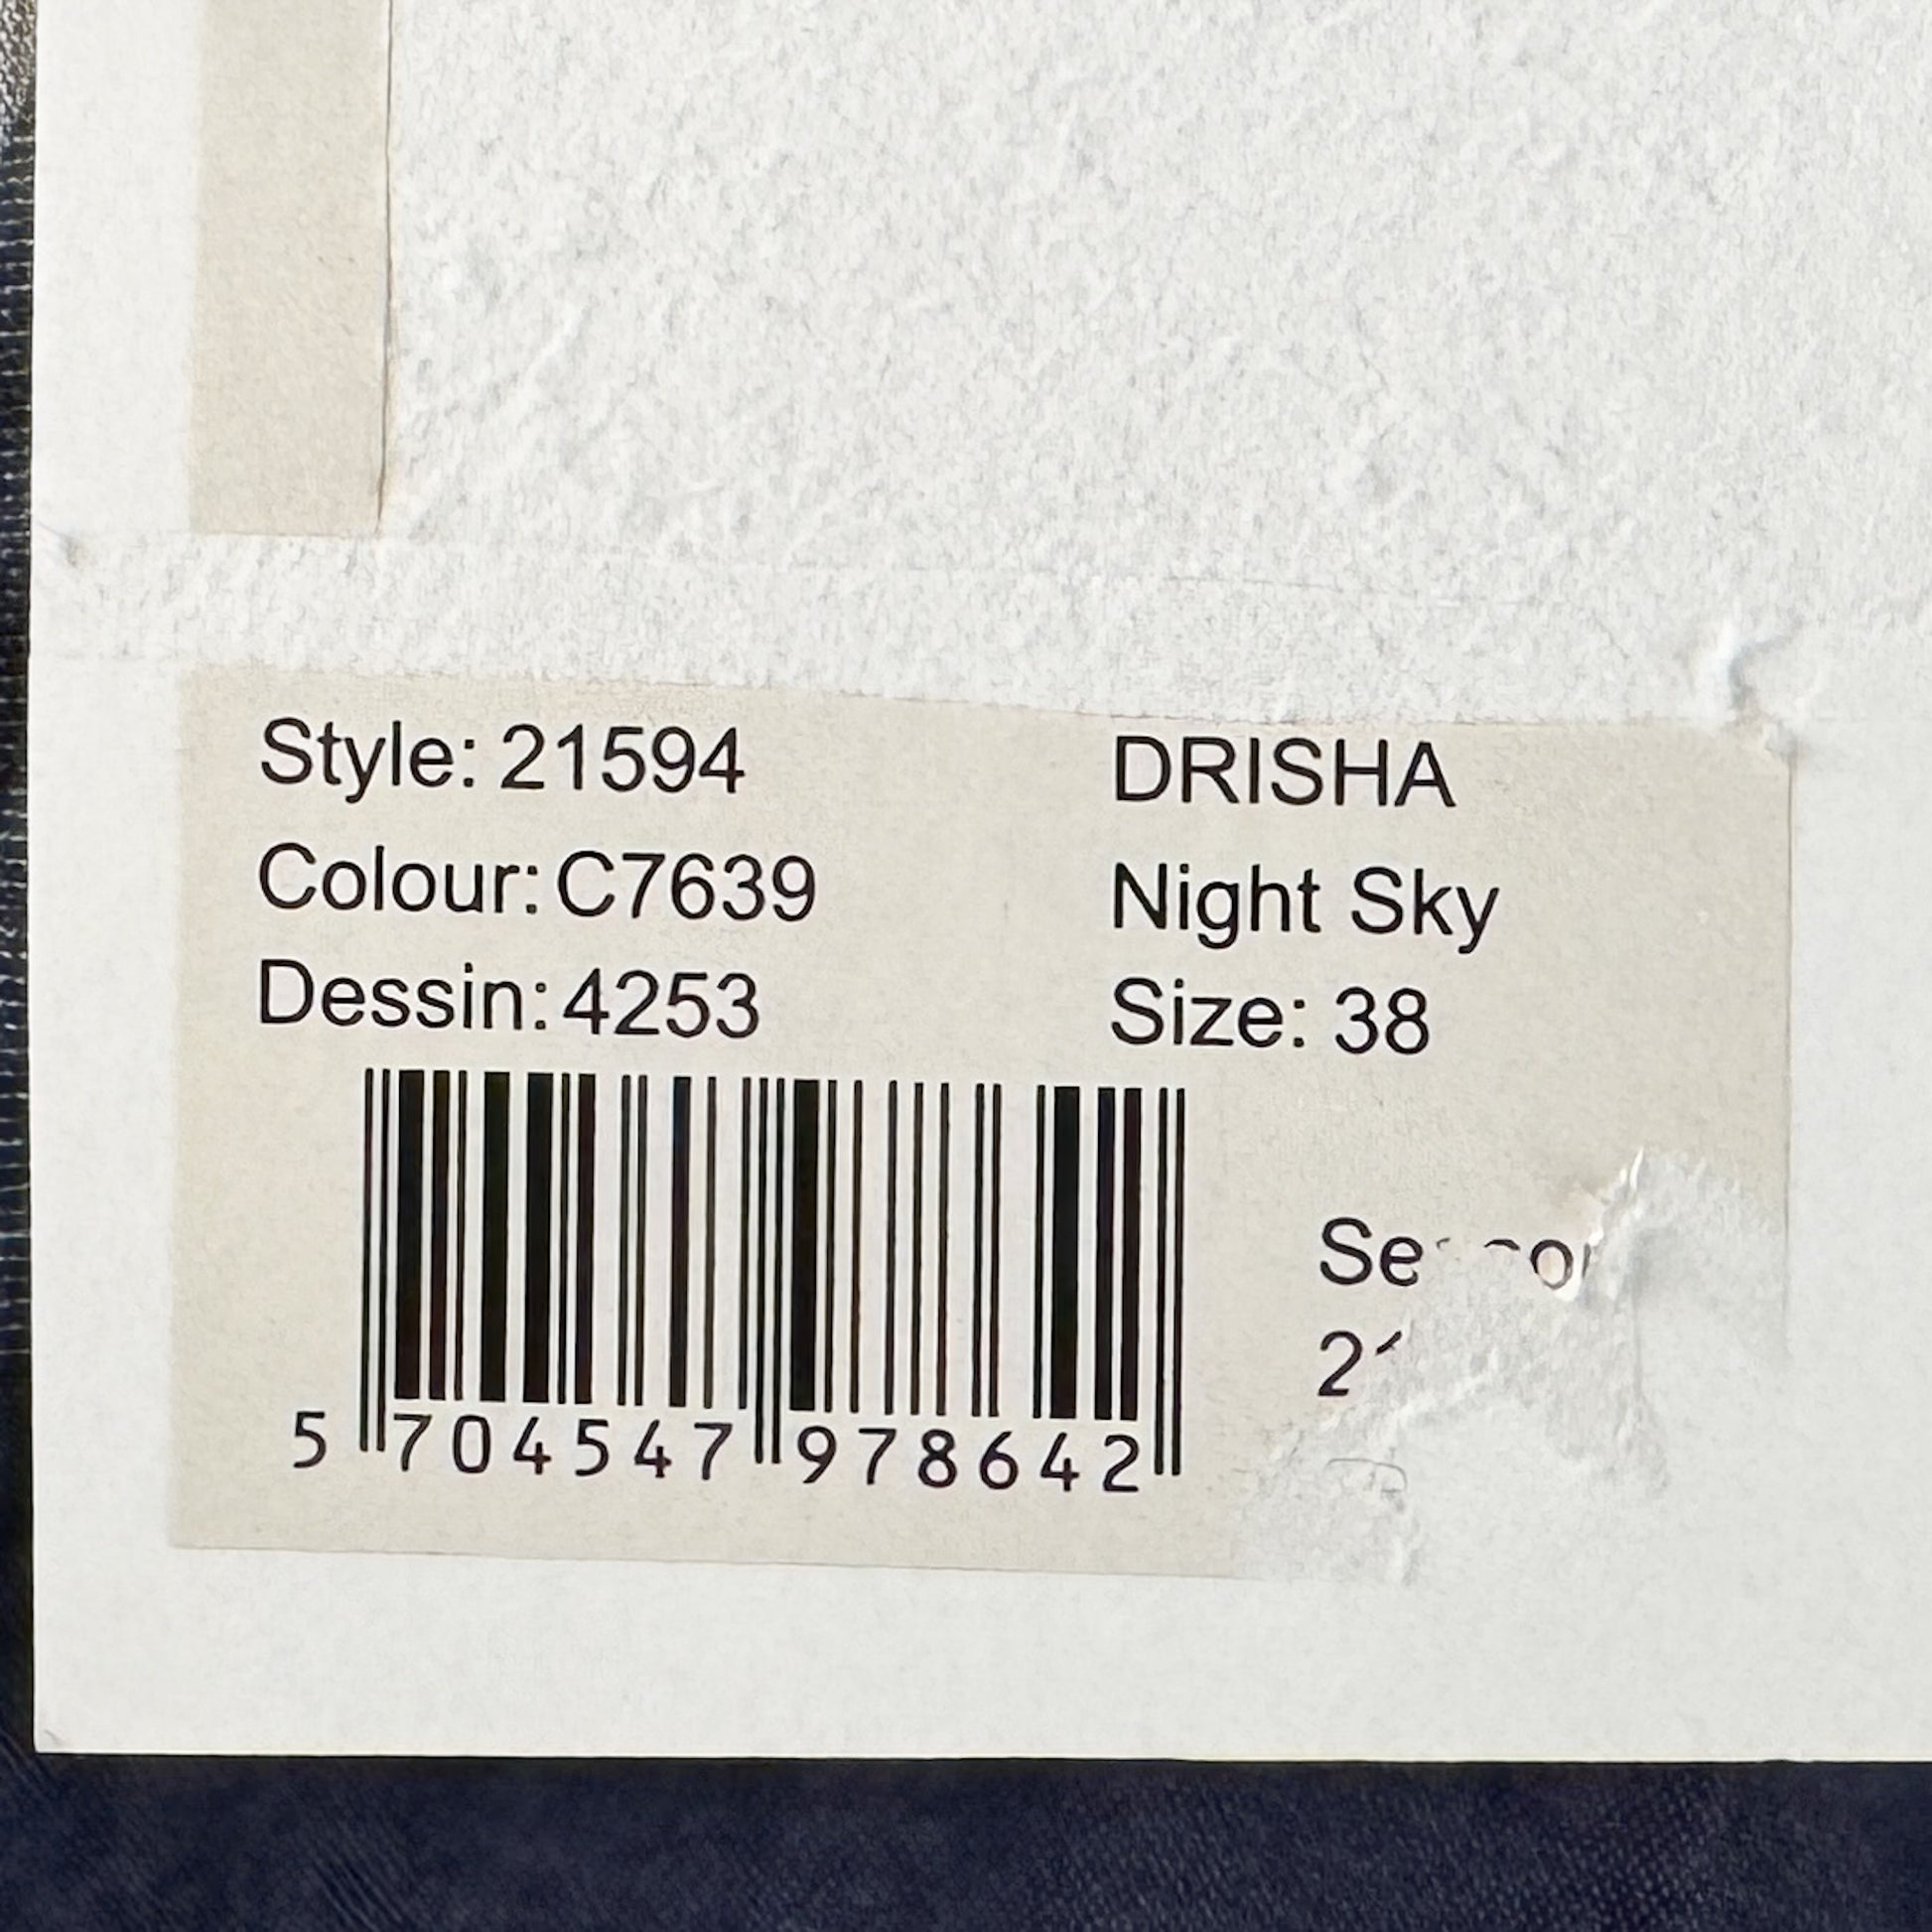 Style: 21594 DRISHA
Colour: C7639 Night Sky
Dessin: 4253 Size: 38
5 704547 978642